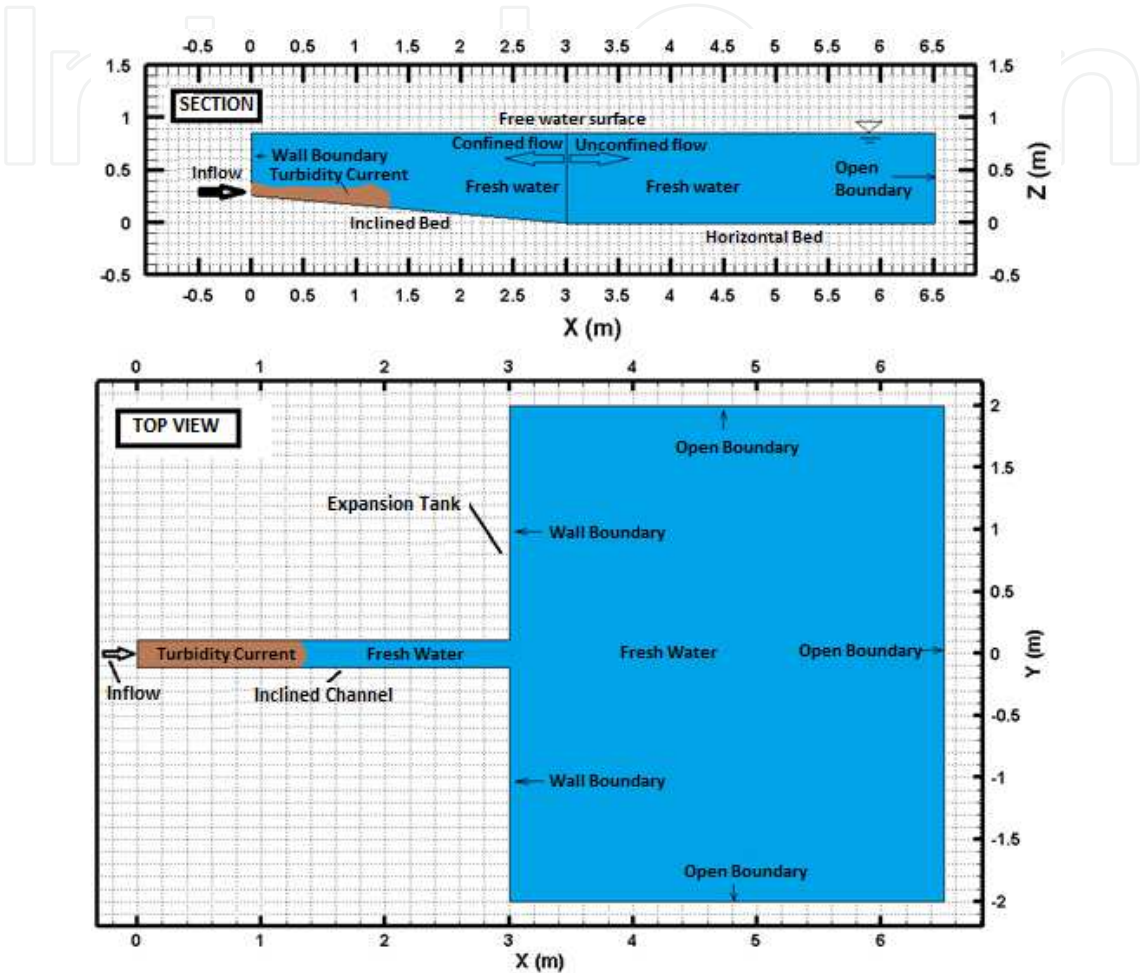 -0.5 0 0.5 1 1.5 2 2.5 3 3.5 4 4.5 5 5.5 6 6.5
1.5 1.5
SECTION
1 1
Free water surface
Confined flow Unconfined flow
Wall Boundary
0.5 0.5
Inflow
Turbidity Current
Fresh water Fresh water
Open
Boundary
Z (m)
0 0
Inclined Bed
Horizontal Bed
-0.5 -0.5
-0.5 0 0.5 1 1.5 2 2.5 3 3.5 4 4.5 5 5.5 6 6.5
X (m)
0 1 2 3 4 5 6
TOP VIEW
2
Open Boundary
1.5
Expansion Tank
Wall Boundary
1
0.5
Turbidity Current Fresh Water Fresh Water Open Boundary
0
Y (m)
Inflow
Inclined Channel
-0.5
Wall Boundary
-1
-1.5
Open Boundary
-2
0 1 2 3 4 5 6
X (m)